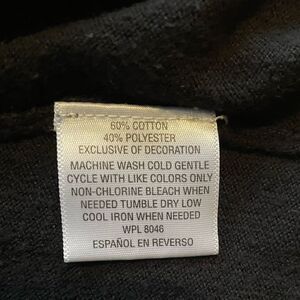 60% COTTON
40% POLYESTER
EXCLUSIVE OF DECORATION
MACHINE WASH COLD GENTLE
CYCLE WITH LIKE COLORS ONLY
NON-CHLORINE BLEACH WHEN
NEEDED TUMBLE DRY LOW
COOL IRON WHEN NEEDED
WPL 8046
ESPAÑOL EN REVERSO